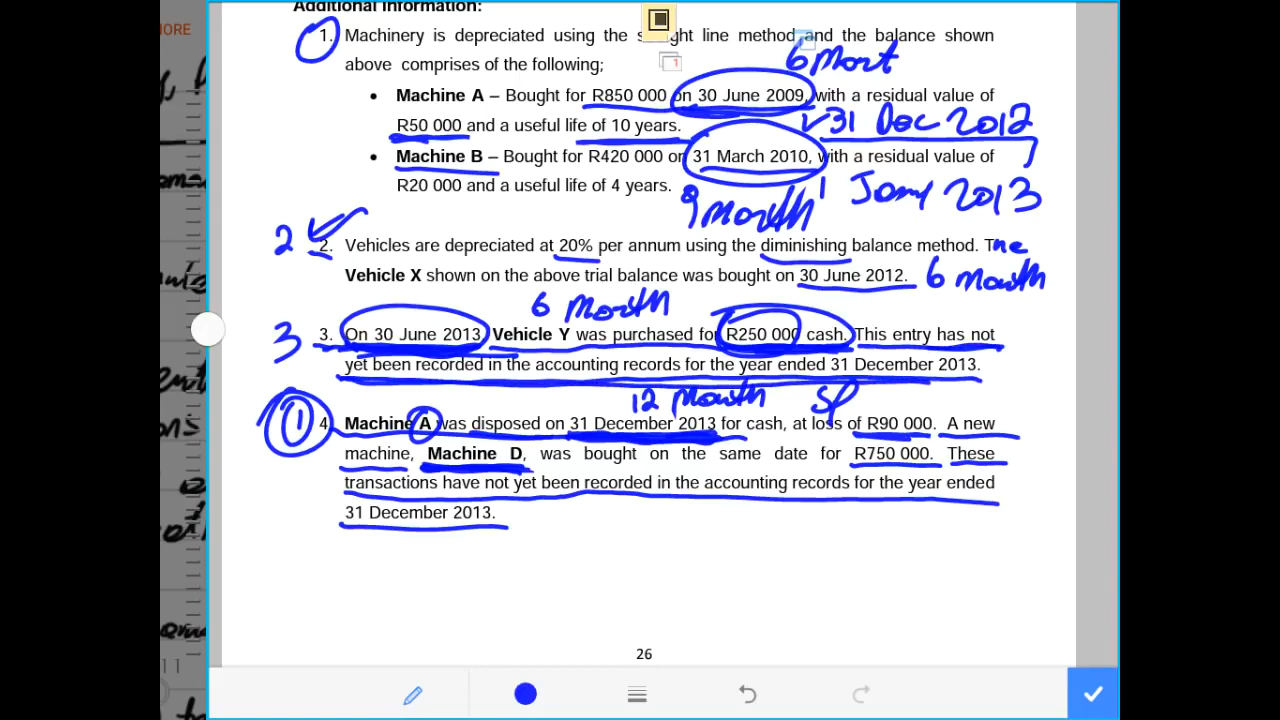 ORE
Additional Information:
6 Mont
1. Machinery is depreciated using the straight line method and the balance shown
above comprises of the following;
• Machine A – Bought for R850 000 on 30 June 2009, with a residual value of
R50 000 and a useful life of 10 years.
31 Dec 2012
• Machine B – Bought for R420 000 on 31 March 2010, with a residual value of
R20 000 and a useful life of 4 years.
9 Month
1 Jany 2013
2
2. Vehicles are depreciated at 20% per annum using the diminishing balance method. The
Vehicle X shown on the above trial balance was bought on 30 June 2012.
6 Month
6 Month
3
3. On 30 June 2013, Vehicle Y was purchased for R250 000 cash. This entry has not
yet been recorded in the accounting records for the year ended 31 December 2013.
12 Month
SP
1
4. Machine A was disposed on 31 December 2013 for cash, at loss of R90 000. A new
machine, Machine D, was bought on the same date for R750 000. These
transactions have not yet been recorded in the accounting records for the year ended
31 December 2013.
26